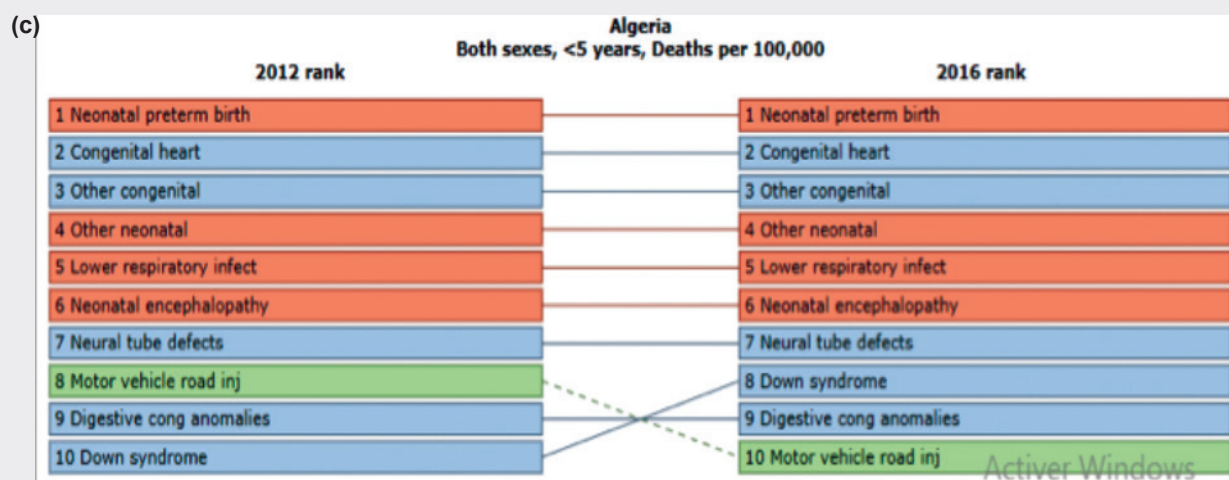 (c)
Algeria
Both sexes, <5 years, Deaths per 100,000
2012 rank
2016 rank
1 Neonatal preterm birth
1 Neonatal preterm birth
2 Congenital heart
2 Congenital heart
3 Other congenital
3 Other congenital
4 Other neonatal
4 Other neonatal
5 Lower respiratory infect
5 Lower respiratory infect
6 Neonatal encephalopathy
6 Neonatal encephalopathy
7 Neural tube defects
7 Neural tube defects
8 Motor vehicle road inj
8 Down syndrome
9 Digestive cong anomalies
9 Digestive cong anomalies
10 Down syndrome
10 Motor vehicle road inj
Activer Windows